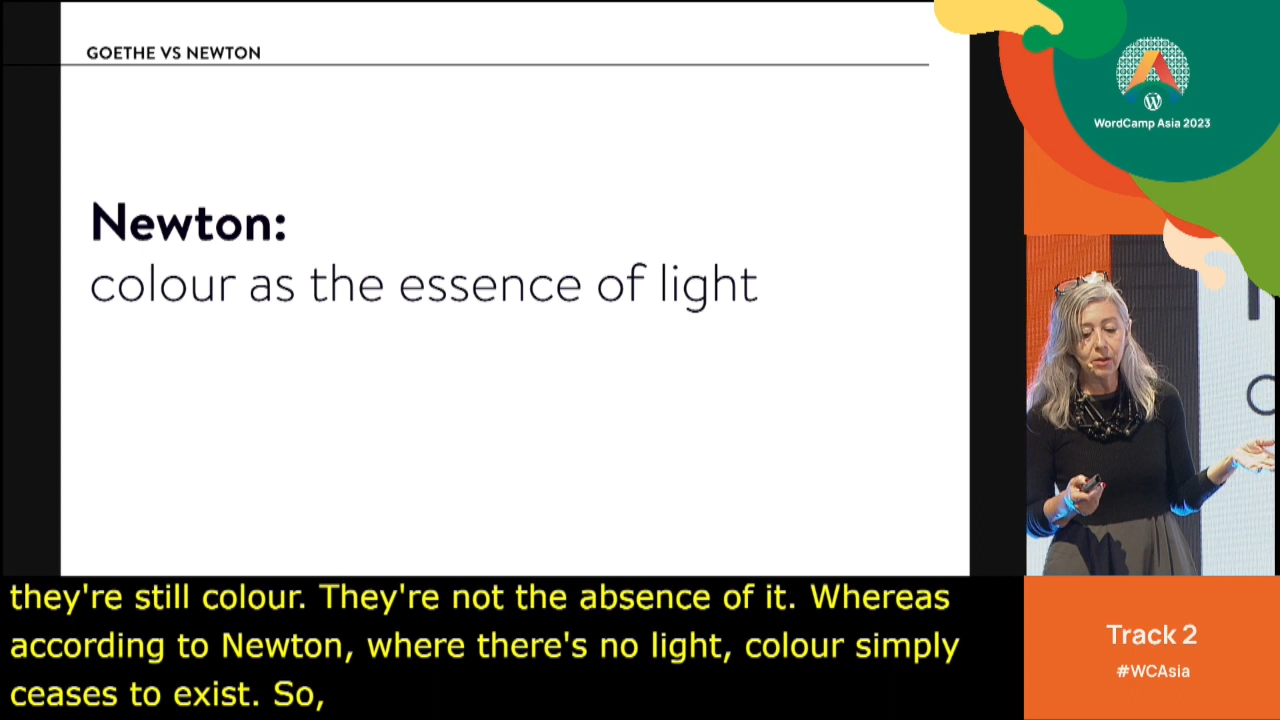 GOETHE VS NEWTON
Newton:
colour as the essence of light
WordCamp Asia 2023
they're still colour. They're not the absence of it. Whereas
according to Newton, where there's no light, colour simply
ceases to exist. So,
Track 2
#WCAsia